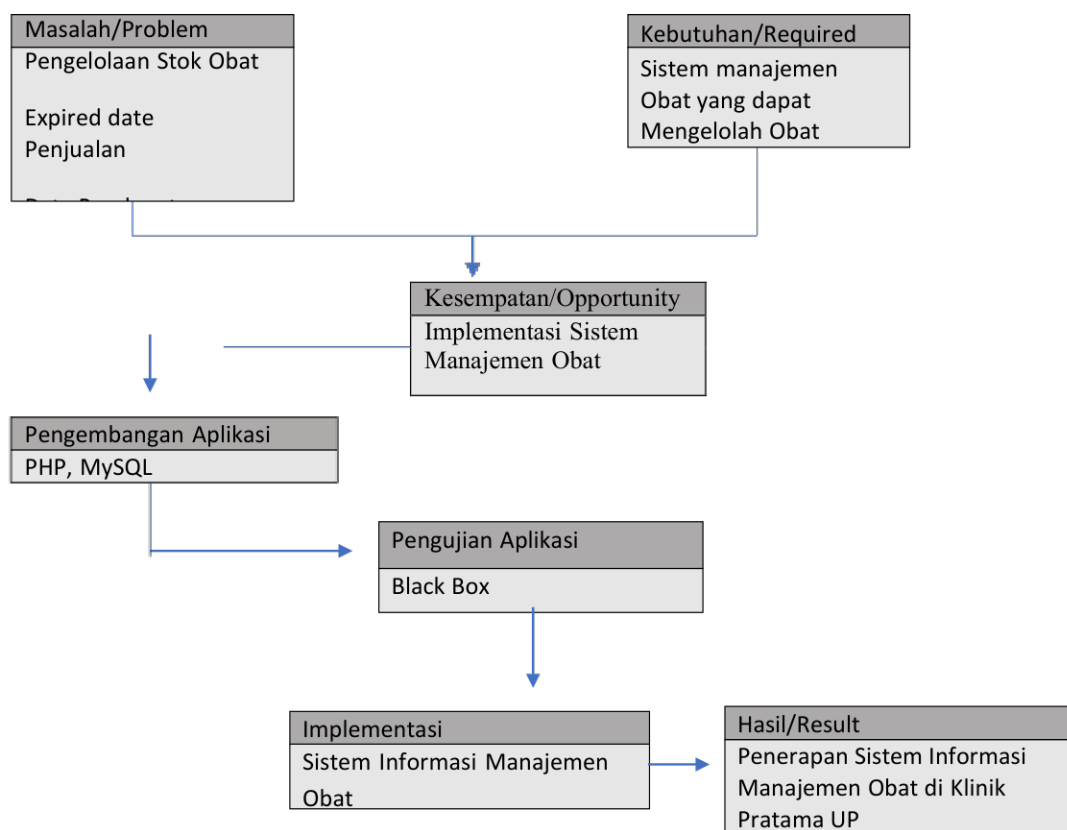 Masalah/Problem
Pengelolaan Stok Obat
Expired date
Penjualan
Kebutuhan/Required
Sistem manajemen
Obat yang dapat
Mengelolah Obat
Kesempatan/Opportunity
Implementasi Sistem
Manajemen Obat
Pengembangan Aplikasi
PHP, MySQL
Pengujian Aplikasi
Black Box
Implementasi
Sistem Informasi Manajemen
Obat
Hasil/Result
Penerapan Sistem Informasi
Manajemen Obat di Klinik
Pratama UP